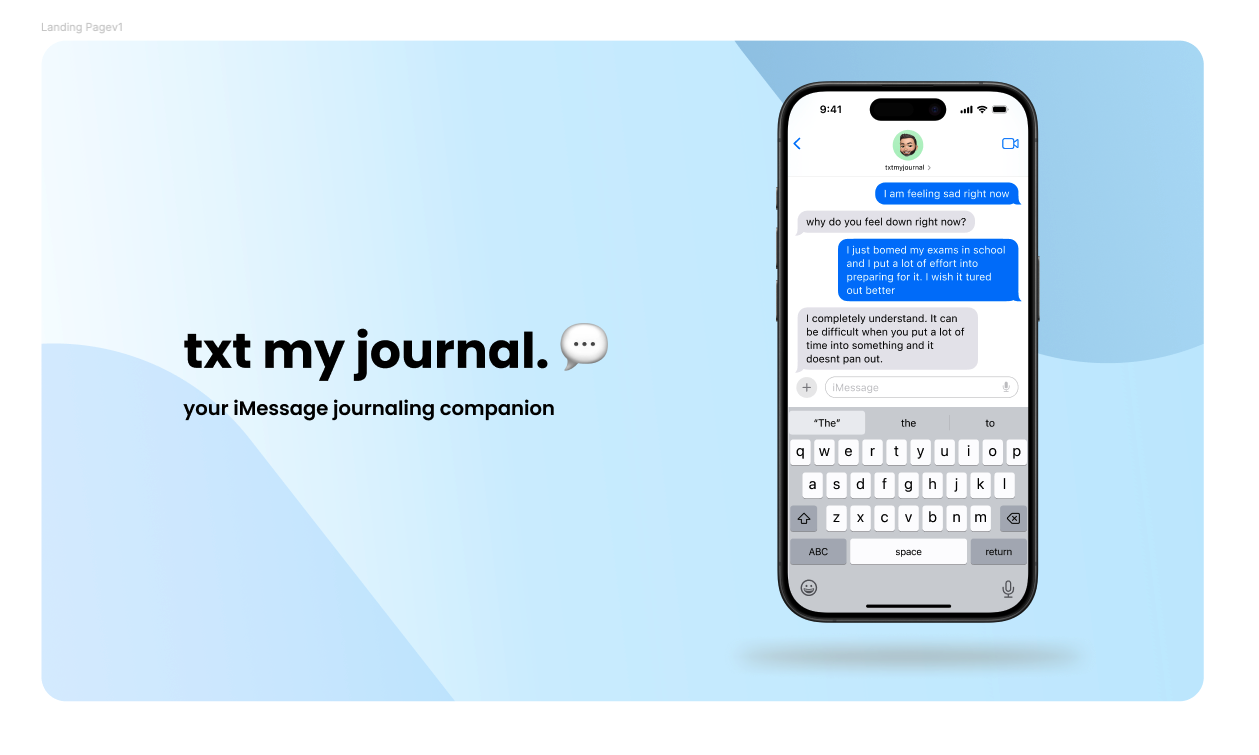 Landing Pagev1
txt my journal.
your iMessage journaling companion
9:41
txtmyjournal >
I am feeling sad right now
why do you feel down right now?
I just bomed my exams in school
and I put a lot of effort into
preparing for it. I wish it tured
out better
I completely understand. It can
be difficult when you put a lot of
time into something and it
doesnt pan out.
+ iMessage
“The” the to
q w e r t y u i o p
a s d f g h j k l
z x c v b n m
ABC space return